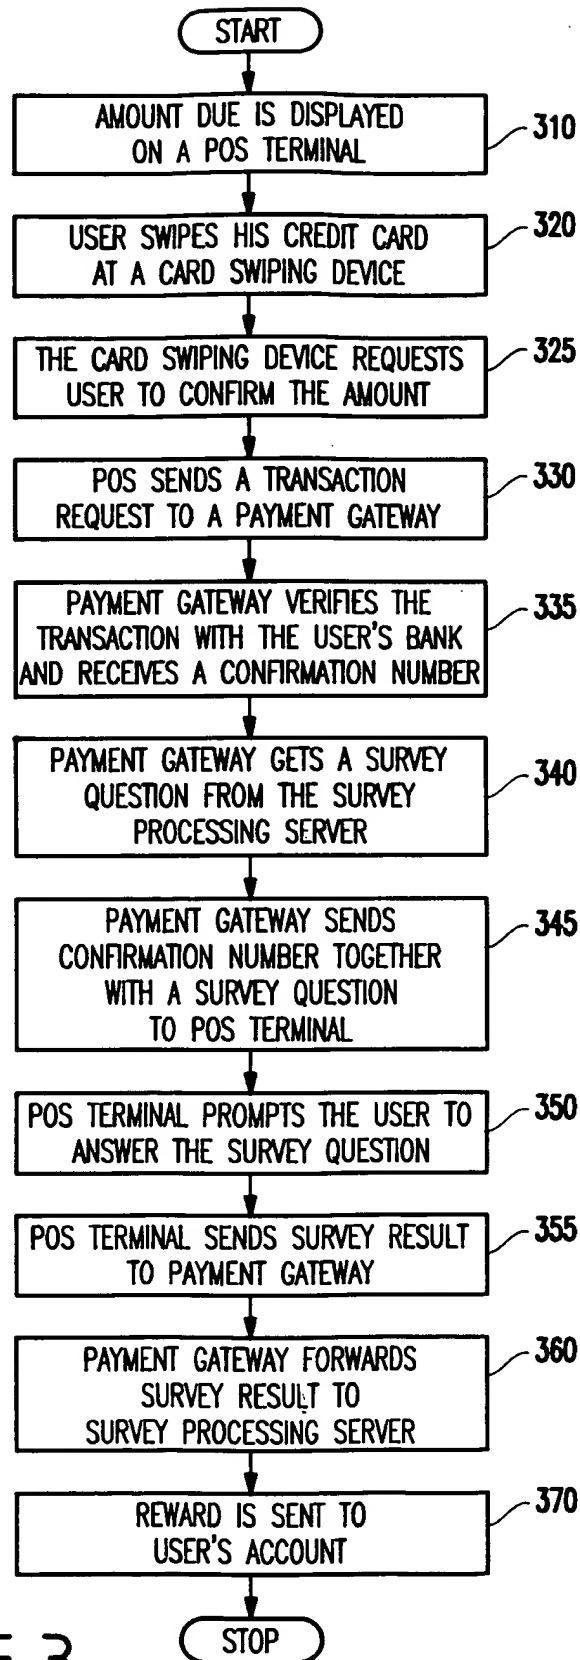 START
AMOUNT DUE IS DISPLAYED
ON A POS TERMINAL
310
USER SWIPES HIS CREDIT CARD
AT A CARD SWIPING DEVICE
320
THE CARD SWIPING DEVICE REQUESTS
USER TO CONFIRM THE AMOUNT
325
POS SENDS A TRANSACTION
REQUEST TO A PAYMENT GATEWAY
330
PAYMENT GATEWAY VERIFIES THE
TRANSACTION WITH THE USER'S BANK
AND RECEIVES A CONFIRMATION NUMBER
335
PAYMENT GATEWAY GETS A SURVEY
QUESTION FROM THE SURVEY
PROCESSING SERVER
340
PAYMENT GATEWAY SENDS
CONFIRMATION NUMBER TOGETHER
WITH A SURVEY QUESTION
TO POS TERMINAL
345
POS TERMINAL PROMPTS THE USER TO
ANSWER THE SURVEY QUESTION
350
POS TERMINAL SENDS SURVEY RESULT
TO PAYMENT GATEWAY
355
PAYMENT GATEWAY FORWARDS
SURVEY RESULT TO
SURVEY PROCESSING SERVER
360
REWARD IS SENT TO
USER'S ACCOUNT
370
STOP